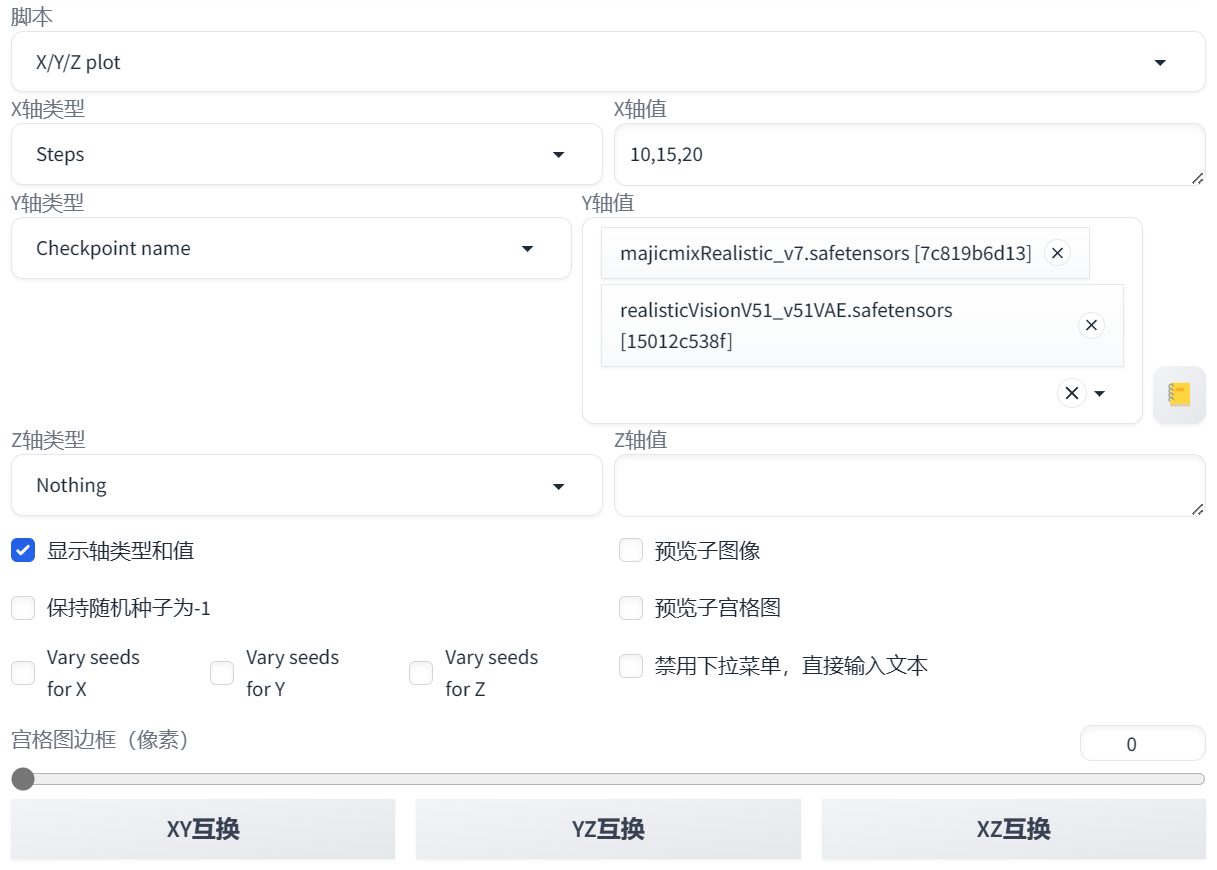 脚本
X/Y/Z plot
X轴类型
X轴值
Steps
10,15,20
Y轴类型
Y轴值
Checkpoint name
majicmixRealistic_v7.safetensors [7c819b6d13]
realisticVisionV51_v51VAE.safetensors
[15012c538f]
Z轴类型
Z轴值
Nothing
显示轴类型和值
预览子图像
保持随机种子为-1
预览子宫格图
Vary seeds
for X
Vary seeds
for Y
Vary seeds
for Z
禁用下拉菜单，直接输入文本
宫格图边框（像素）
0
XY互换
YZ互换
XZ互换